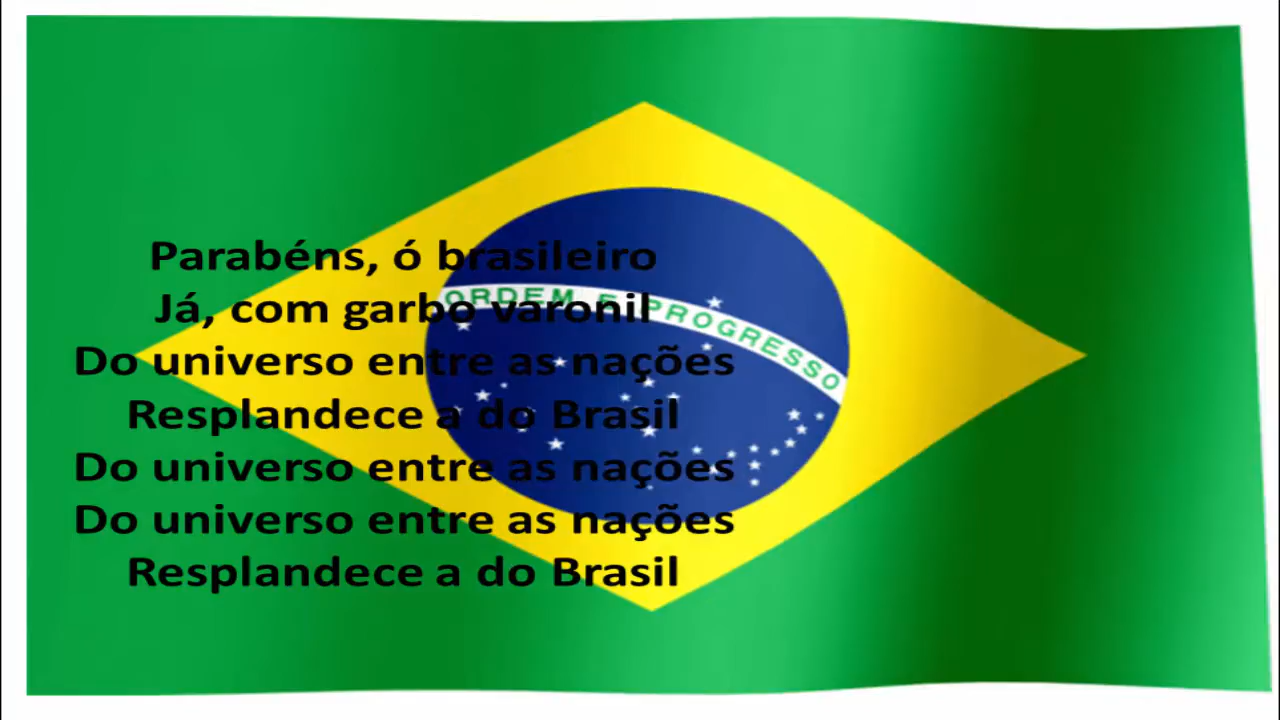 Parabéns, ó brasileiro
Já, com garbo varonil
Do universo entre as nações
Resplandece a do Brasil
Do universo entre as nações
Do universo entre as nações
Resplandece a do Brasil
ORDEM E PROGRESSO